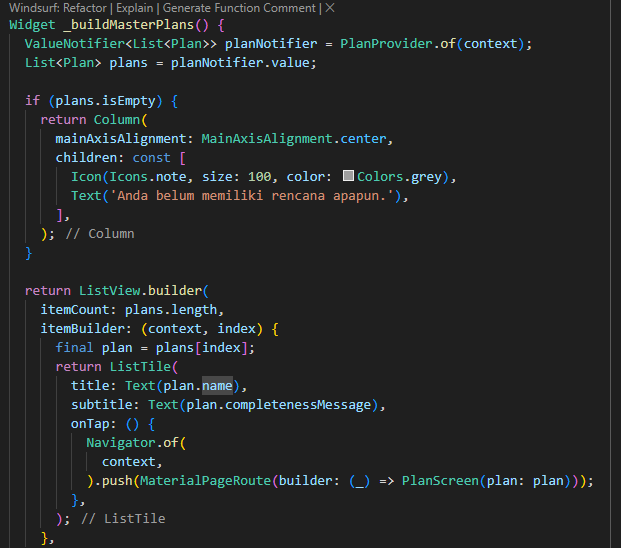 Windsurf: Refactor | Explain | Generate Function Comment | ×
Widget _buildMasterPlans() {
  ValueNotifier<List<Plan>> planNotifier = PlanProvider.of(context);
  List<Plan> plans = planNotifier.value;

  if (plans.isEmpty) {
    return Column(
      mainAxisAlignment: MainAxisAlignment.center,
      children: const [
        Icon(Icons.note, size: 100, color: Colors.grey),
        Text('Anda belum memiliki rencana apapun.'),
      ],
    ); // Column
  }

  return ListView.builder(
    itemCount: plans.length,
    itemBuilder: (context, index) {
      final plan = plans[index];
      return ListTile(
        title: Text(plan.name),
        subtitle: Text(plan.completenessMessage),
        onTap: () {
          Navigator.of(
            context,
          ).push(MaterialPageRoute(builder: (_) => PlanScreen(plan: plan)));
        },
      ); // ListTile
    },